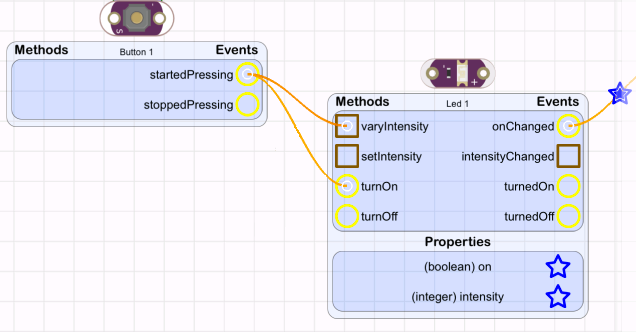 S
Methods Button 1 Events
startedPressing
stoppedPressing
- +
Methods Led 1 Events
varyIntensity onChanged
setIntensity intensityChanged
turnOn turnedOn
turnOff turnedOff
Properties
(boolean) on
(integer) intensity